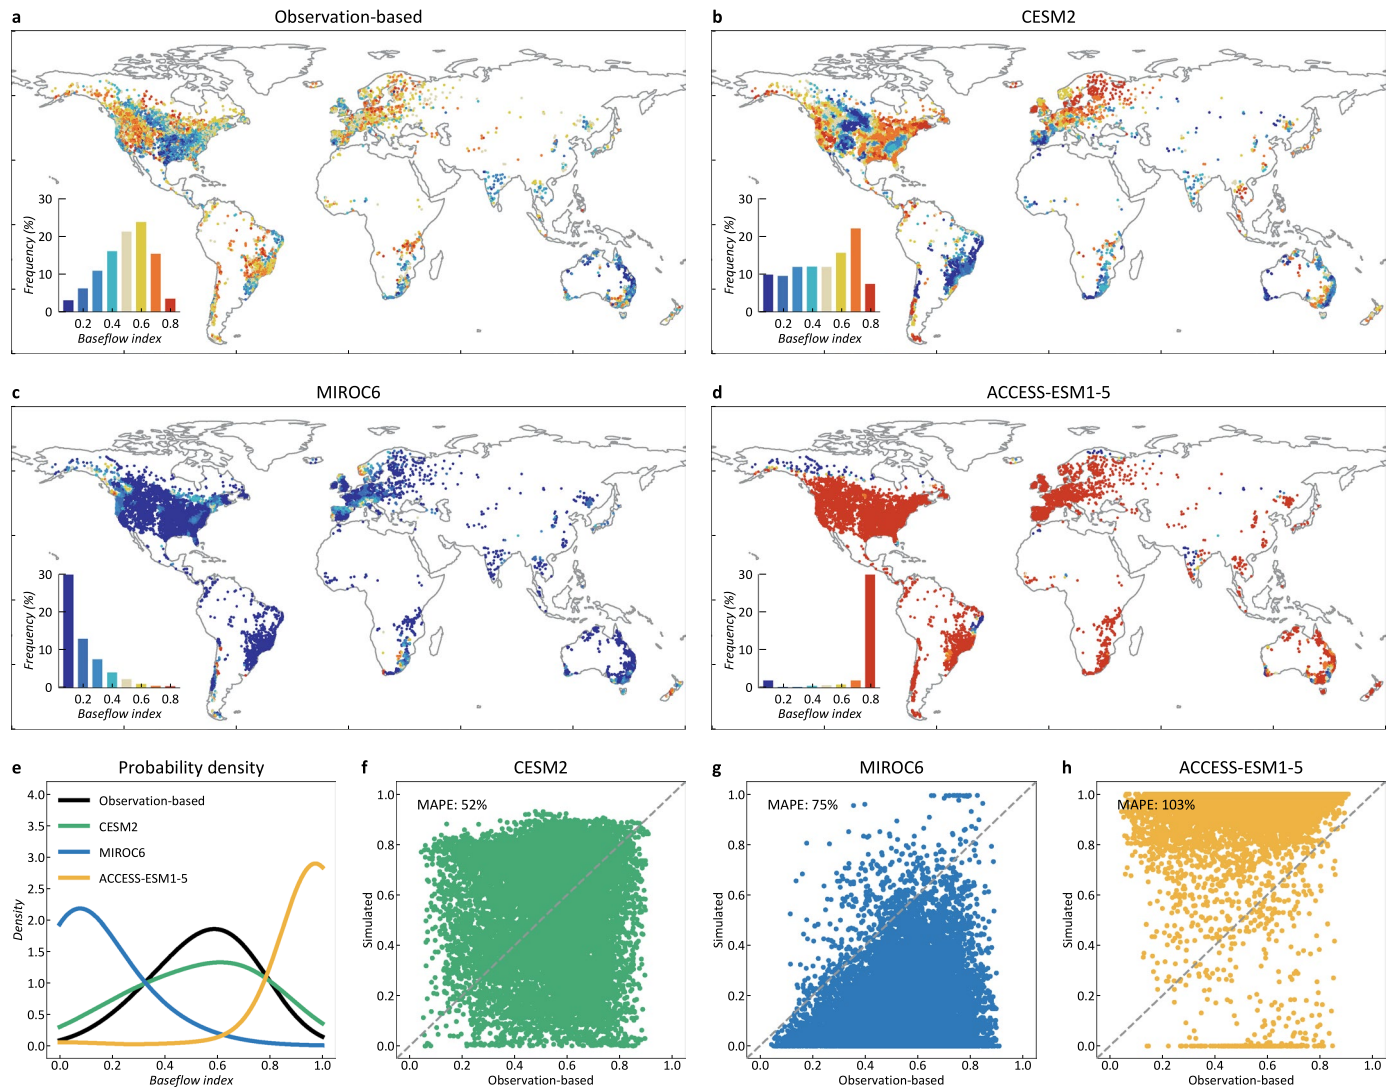 a Observation-based
30
20
10
0
Frequency (%)
0.2 0.4 0.6 0.8
Baseflow index
b CESM2
30
20
10
0
Frequency (%)
0.2 0.4 0.6 0.8
Baseflow index
c MIROC6
30
20
10
0
Frequency (%)
0.2 0.4 0.6 0.8
Baseflow index
d ACCESS-ESM1-5
30
20
10
0
Frequency (%)
0.2 0.4 0.6 0.8
Baseflow index
e Probability density
4.0
3.5
3.0
2.5
2.0
1.5
1.0
0.5
0.0
Density
Observation-based
CESM2
MIROC6
ACCESS-ESM1-5
0.0 0.2 0.4 0.6 0.8 1.0
Baseflow index
f CESM2
MAPE: 52%
1.0
0.8
0.6
0.4
0.2
0.0
Simulated
0.0 0.2 0.4 0.6 0.8 1.0
Observation-based
g MIROC6
MAPE: 75%
1.0
0.8
0.6
0.4
0.2
0.0
Simulated
0.0 0.2 0.4 0.6 0.8 1.0
Observation-based
h ACCESS-ESM1-5
MAPE: 103%
1.0
0.8
0.6
0.4
0.2
0.0
Simulated
0.0 0.2 0.4 0.6 0.8 1.0
Observation-based